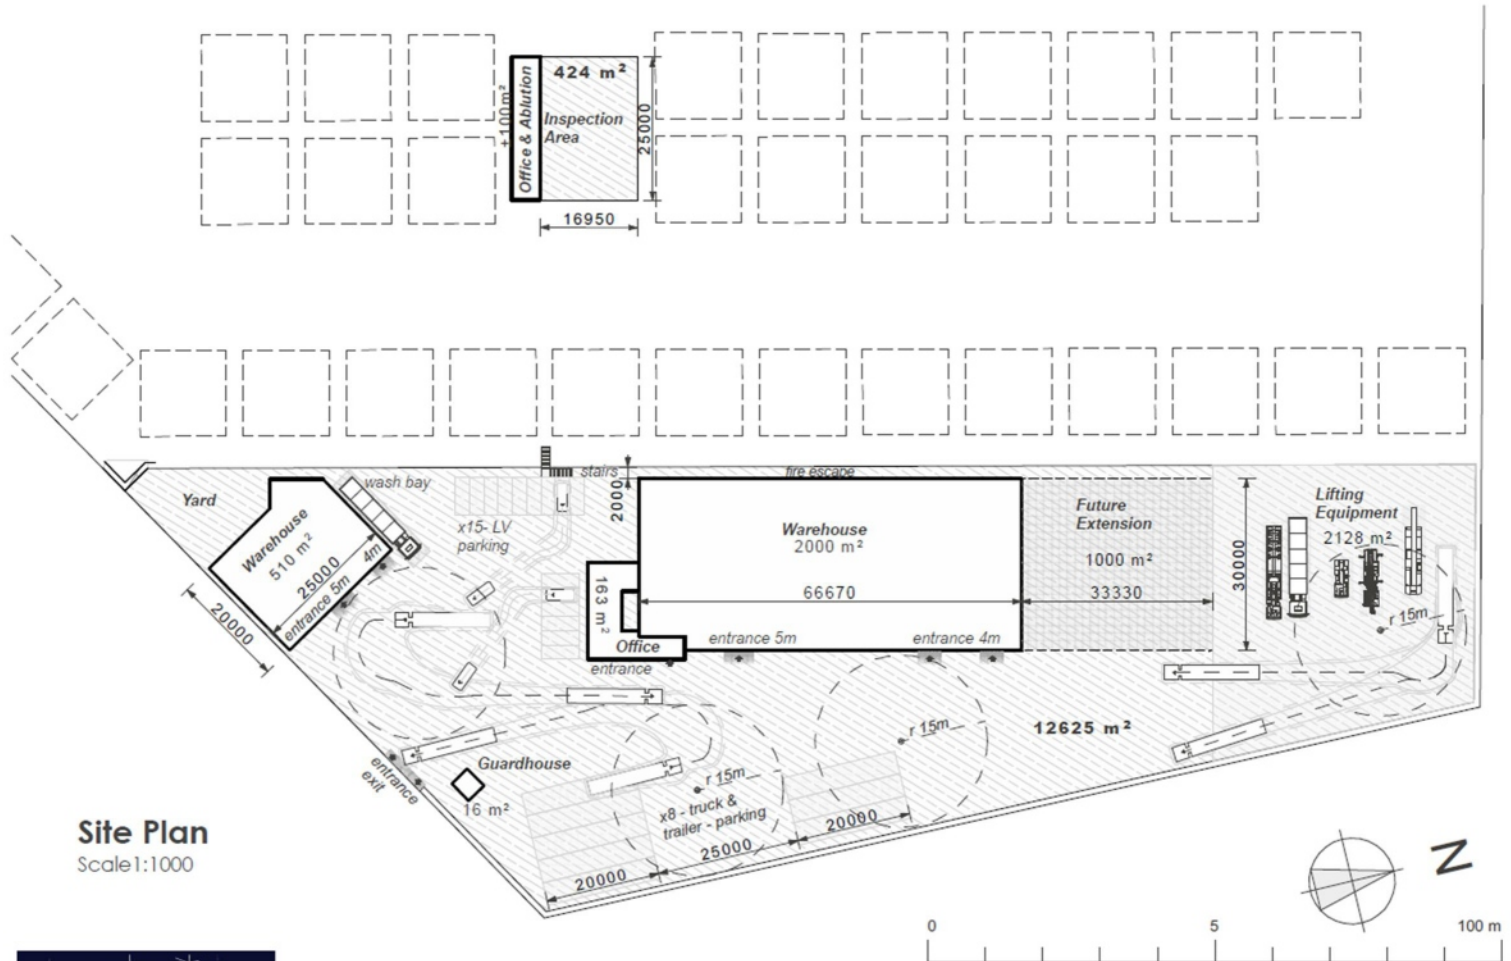 424 m²
+100m²
Office & Ablution
Inspection
Area
25000
16950
stairs
fire escape
Yard
wash bay
2000
Lifting
Equipment
2128 m²
Warehouse
510 m²
x15- LV
parking
Warehouse
2000 m²
Future
Extension
1000 m²
30000
25000
4m
entrance 5m
20000
163 m²
66670
33330
r 15m
Office
entrance
entrance 5m
entrance 4m
12625 m²
r 15m
entrance
exit
Guardhouse
16 m²
r 15m
x8 - truck &
trailer - parking
20000
25000
20000
Site Plan
Scale1:1000
N
0 5 100 m